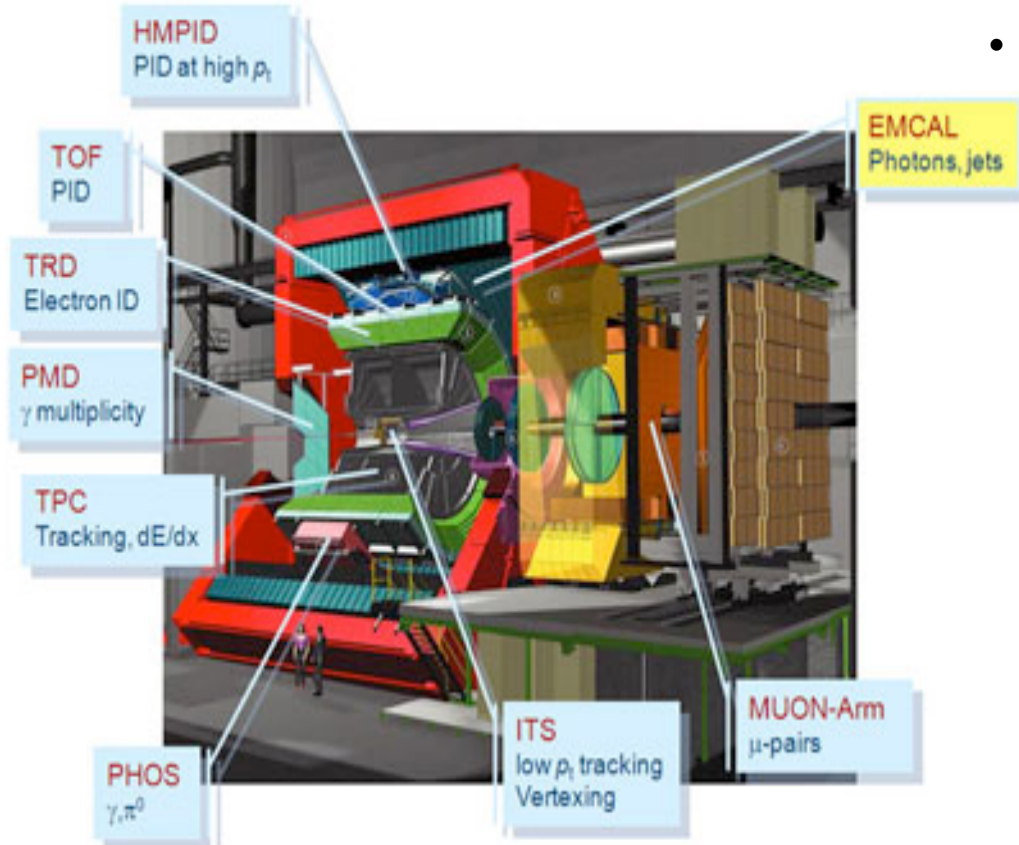 HMPID
PID at high pt
•
EMCAL
Photons, jets
TOF
PID
TRD
Electron ID
PMD
γ multiplicity
TPC
Tracking, dE/dx
PHOS
γ,π⁰
ITS
low pt tracking
Vertexing
MUON-Arm
μ-pairs